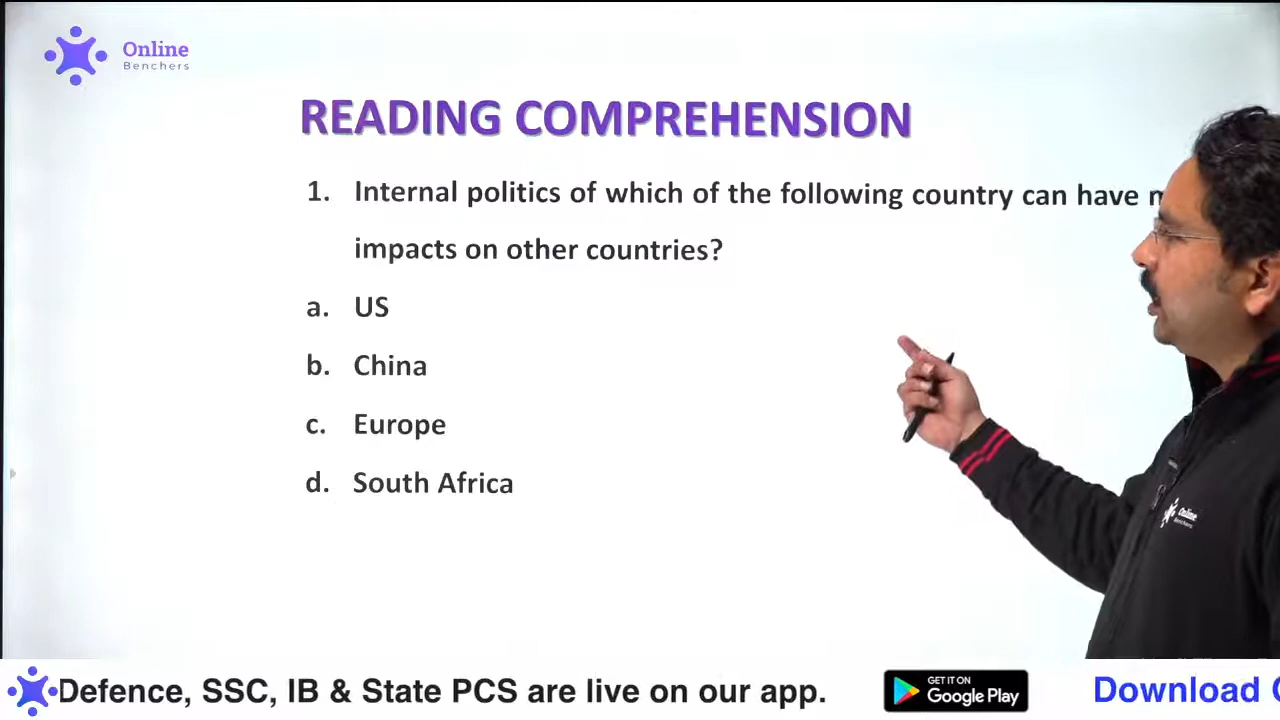 Online
Benchers
READING COMPREHENSION
1. Internal politics of which of the following country can have
impacts on other countries?
a. US
b. China
c. Europe
d. South Africa
Online
Benchers
Defence, SSC, IB & State PCS are live on our app.
GET IT ON
Google Play
Download